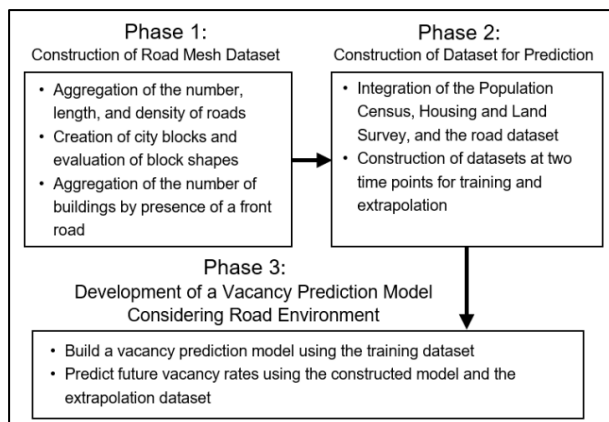 Phase 1:
Construction of Road Mesh Dataset
• Aggregation of the number,
length, and density of roads
• Creation of city blocks and
evaluation of block shapes
• Aggregation of the number of
buildings by presence of a front
road
Phase 2:
Construction of Dataset for Prediction
• Integration of the Population
Census, Housing and Land
Survey, and the road dataset
• Construction of datasets at two
time points for training and
extrapolation
Phase 3:
Development of a Vacancy Prediction Model
Considering Road Environment
• Build a vacancy prediction model using the training dataset
• Predict future vacancy rates using the constructed model and the
extrapolation dataset